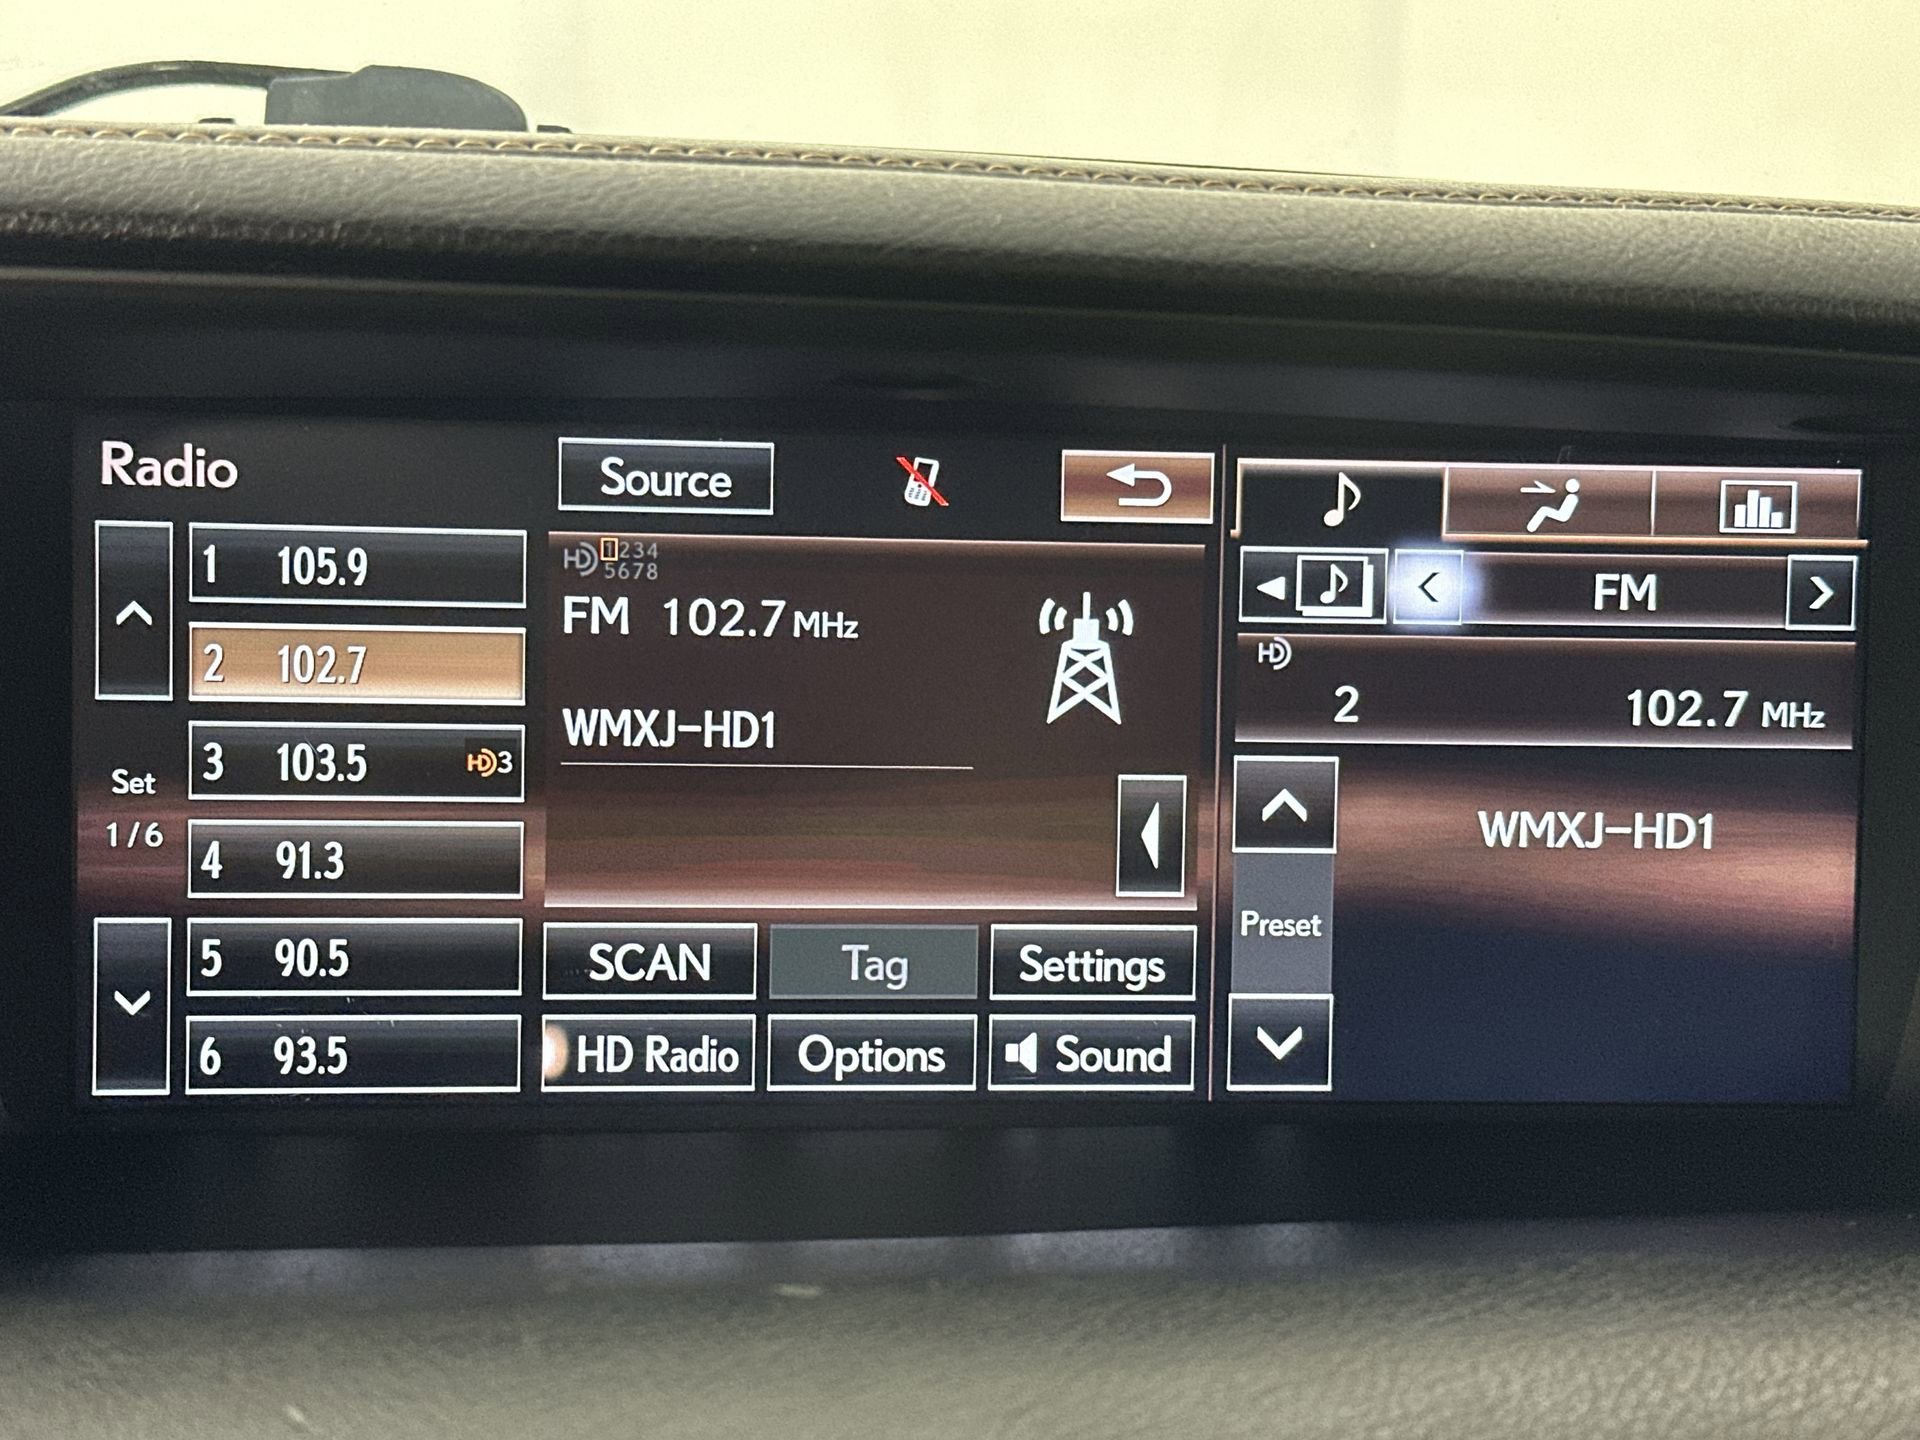 Radio
Source
1 105.9
2 102.7
3 103.5 HD 3
4 91.3
5 90.5
6 93.5
Set
1/6
HD 1234
5678
FM 102.7 MHz
WMXJ-HD1
SCAN
Tag
Settings
HD Radio
Options
Sound
FM
HD
2 102.7 MHz
Preset
WMXJ-HD1